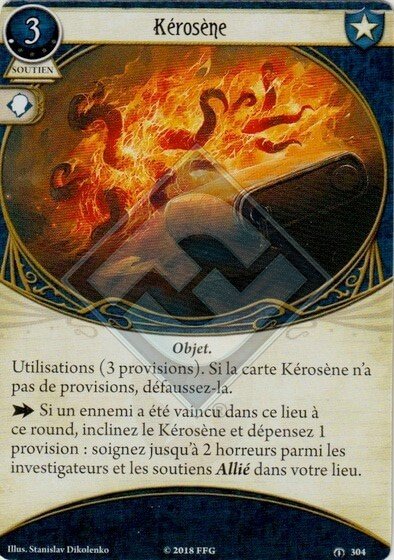 3
Kérosène
SOUTIEN
Objet.
Utilisations (3 provisions). Si la carte Kérosène n'a
pas de provisions, défaussez-la.
Si un ennemi a été vaincu dans ce lieu à
ce round, inclinez le Kérosène et dépensez 1
provision : soignez jusqu'à 2 horreurs parmi les
investigateurs et les soutiens Allié dans votre lieu.
Illus. Stanislav Dikolenko
© 2018 FFG
304